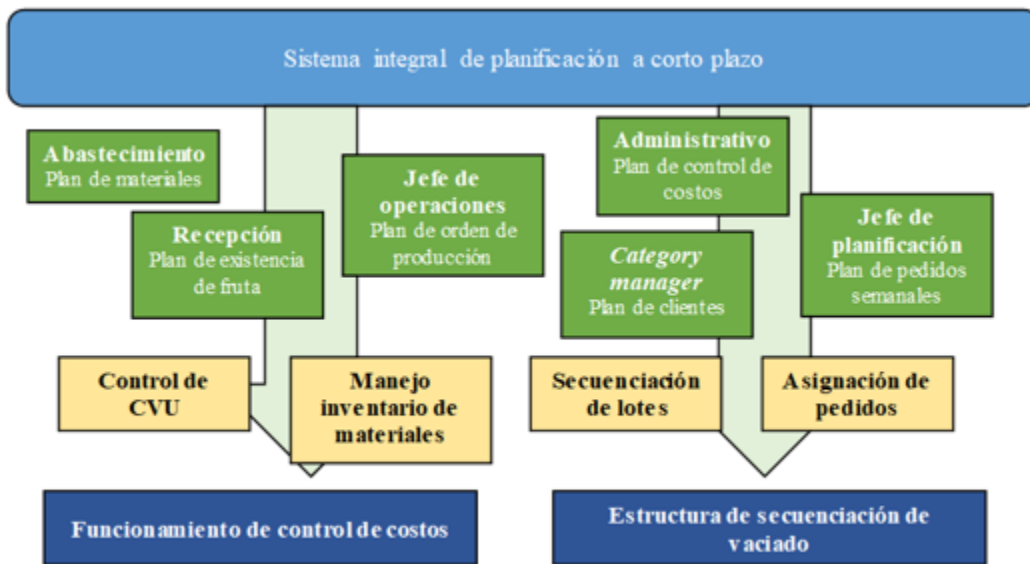 Sistema integral de planificación a corto plazo
Abastecimiento
Plan de materiales
Recepción
Plan de existencia
de fruta
Jefe de
operaciones
Plan de orden de
producción
Administrativo
Plan de control de
costos
Category
manager
Plan de clientes
Jefe de
planificación
Plan de pedidos
semanales
Control de
CVU
Manejo
inventario de
materiales
Secuenciación
de lotes
Asignación de
pedidos
Funcionamiento de control de costos
Estructura de secuenciación de
vaciado